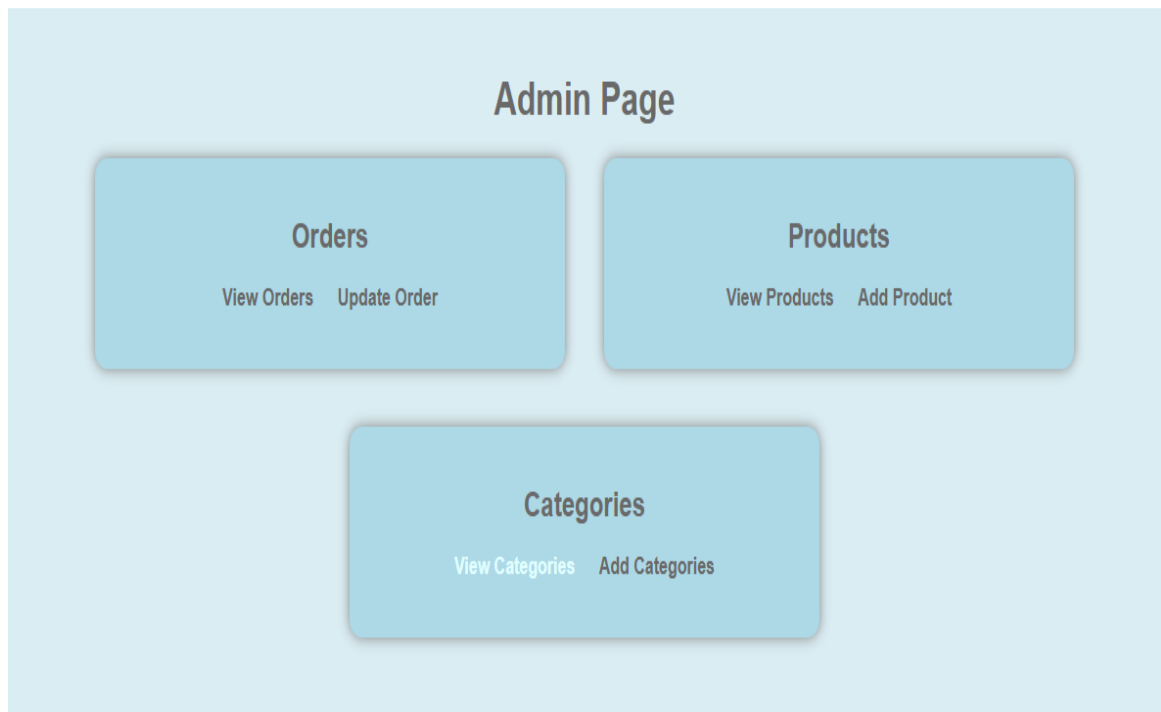 Admin Page
Orders
View Orders Update Order
Products
View Products Add Product
Categories
View Categories Add Categories